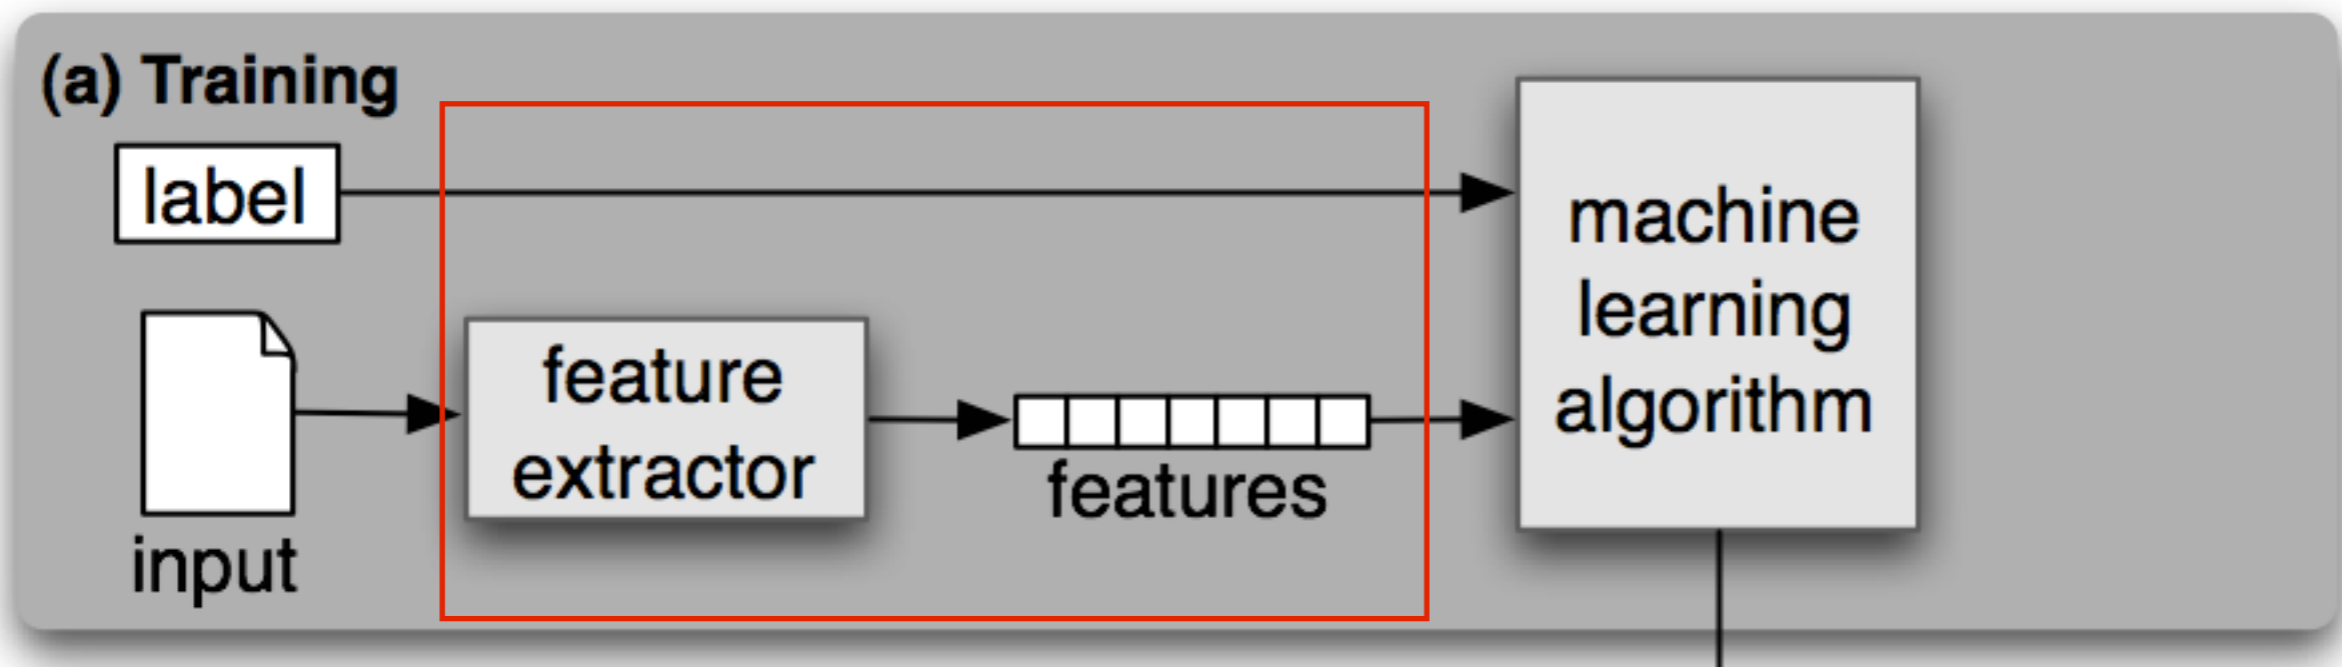 (a) Training
label
input
feature
extractor
features
machine
learning
algorithm